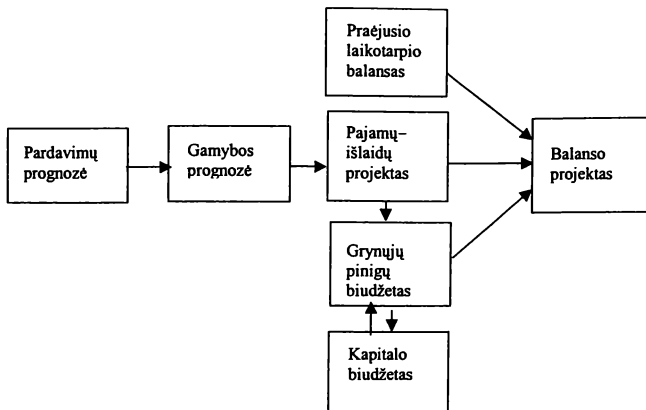 Praėjusio
laikotarpio
balansas
Pardavimų
prognozė
Gamybos
prognozė
Pajamų–
išlaidų
projektas
Balanso
projektas
Grynųjų
pinigų
biudžetas
Kapitalo
biudžetas